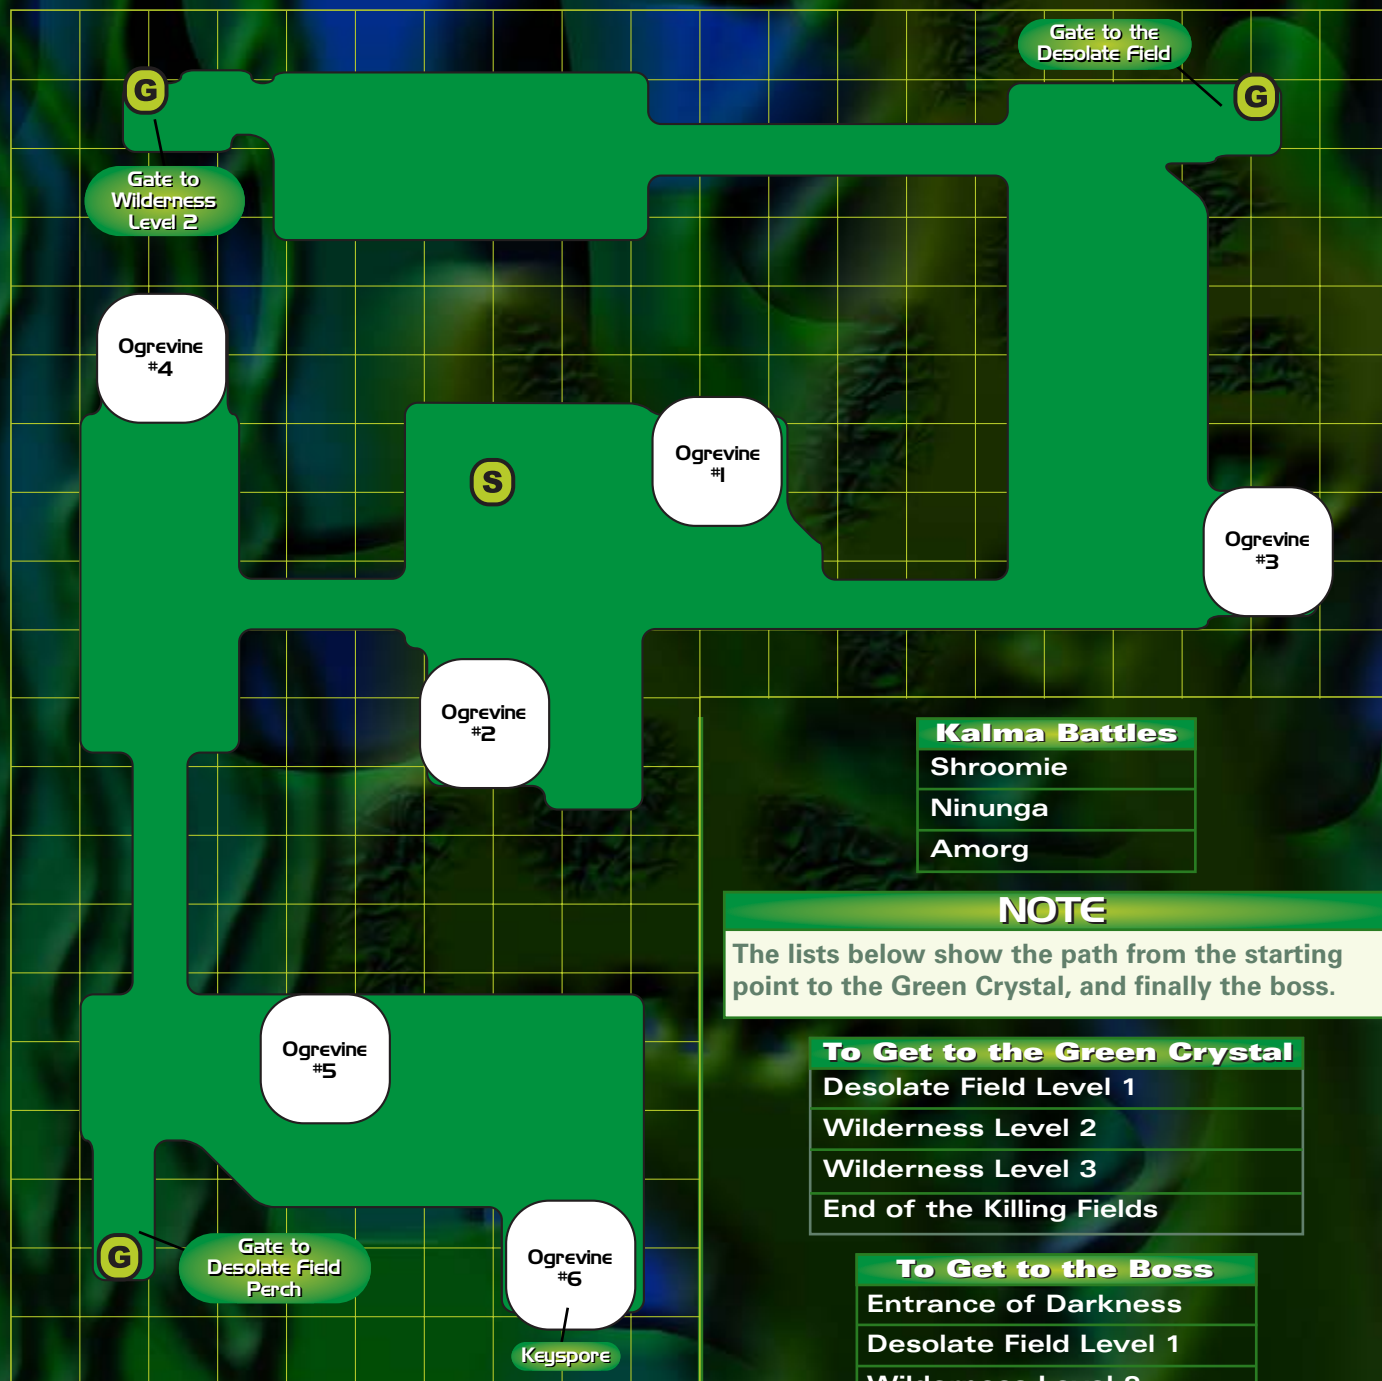 Gate to the
Desolate Field
G
G
Gate to
Wilderness
Level 2
Ogrevine
#4
Ogrevine
#1
S
Ogrevine
#3
Ogrevine
#2
Kalma Battles
Shroomie
Ninunga
Amorg
NOTE
The lists below show the path from the starting
point to the Green Crystal, and finally the boss.
Ogrevine
#5
To Get to the Green Crystal
Desolate Field Level 1
Wilderness Level 2
Wilderness Level 3
End of the Killing Fields
G
Gate to
Desolate Field
Perch
Ogrevine
#6
Keyspore
To Get to the Boss
Entrance of Darkness
Desolate Field Level 1
Wilderness Level